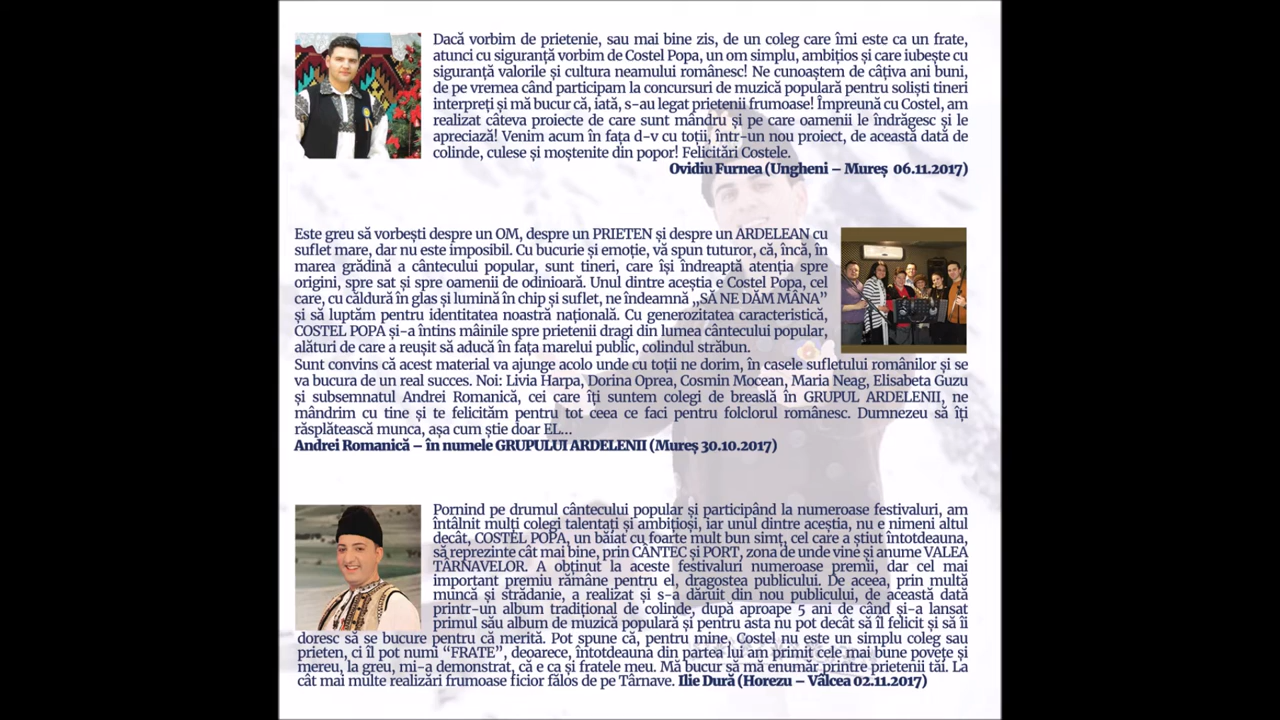 Dacă vorbim de prietenie, sau mai bine zis, de un coleg care îmi este ca un frate,
atunci cu siguranță vorbim de Costel Popa, un om simplu, ambițios și care iubește cu
siguranță valorile și cultura neamului românesc! Ne cunoaștem de câțiva ani buni,
de pe vremea când participam la concursuri de muzică populară pentru soliști tineri
interpreți și mă bucur că, iată, s-au legat prietenii frumoase! Împreună cu Costel, am
realizat câteva proiecte de care sunt mândru și pe care oamenii le îndrăgesc și le
apreciază! Venim acum în fața d-v cu toții, într-un nou proiect, de această dată de
colinde, culese și moștenite din popor! Felicitări Costele.
Ovidiu Furnea (Ungheni – Mureș 06.11.2017)
Este greu să vorbești despre un OM, despre un PRIETEN și despre un ARDELEAN cu
suflet mare, dar nu este imposibil. Cu bucurie și emoție, vă spun tuturor, că, încă, în
marea grădină a cântecului popular, sunt tineri, care își îndreaptă atenția spre
origini, spre sat și spre oamenii de odinioară. Unul dintre aceștia e Costel Popa, cel
care, cu căldură în glas și lumină în chip și suflet, ne îndeamnă „SĂ NE DĂM MÂNA”
și să luptăm pentru identitatea noastră națională. Cu generozitatea caracteristică,
COSTEL POPA și-a întins mâinile spre prietenii dragi din lumea cântecului popular,
alături de care a reușit să aducă în fața marelui public, colindul străbun.
Sunt convins că acest material va ajunge acolo unde cu toții ne dorim, în casele sufletului românilor și se
va bucura de un real succes. Noi: Livia Harpa, Dorina Oprea, Cosmin Mocean, Maria Neag, Elisabeta Guzu
și subsemnatul Andrei Romanică, cei care îți suntem colegi de breaslă în GRUPUL ARDELENII, ne
mândrim cu tine și te felicităm pentru tot ceea ce faci pentru folclorul românesc. Dumnezeu să îți
răsplătească munca, așa cum știe doar EL...
Andrei Romanică – în numele GRUPULUI ARDELENII (Mureș 30.10.2017)
Pornind pe drumul cântecului popular și participând la numeroase festivaluri, am
întâlnit mulți colegi talentați și ambițioși, iar unul dintre aceștia, nu e nimeni altul
decât, COSTEL POPA, un băiat cu foarte mult bun simț, cel care a știut întotdeauna,
să reprezinte cât mai bine, prin CÂNTEC și PORT, zona de unde vine și anume VALEA
TÂRNAVELOR. A obținut la aceste festivaluri numeroase premii, dar cel mai
important premiu rămâne pentru el, dragostea publicului. De aceea, prin multă
muncă și strădanie, a realizat și s-a dăruit din nou publicului, de această dată
printr-un album tradițional de colinde, după aproape 5 ani de când și-a lansat
primul său album de muzică populară și pentru asta nu pot decât să îl felicit și să îi
doresc să se bucure pentru că merită. Pot spune că, pentru mine, Costel nu este un simplu coleg sau
prieten, ci îl pot numi “FRATE”, deoarece, întotdeauna din partea lui am primit cele mai bune povețe și
mereu, la greu, mi-a demonstrat, că e ca și fratele meu. Mă bucur să mă enumăr printre prietenii tăi. La
cât mai multe realizări frumoase ficior fălos de pe Târnave. Ilie Dură (Horezu – Vâlcea 02.11.2017)